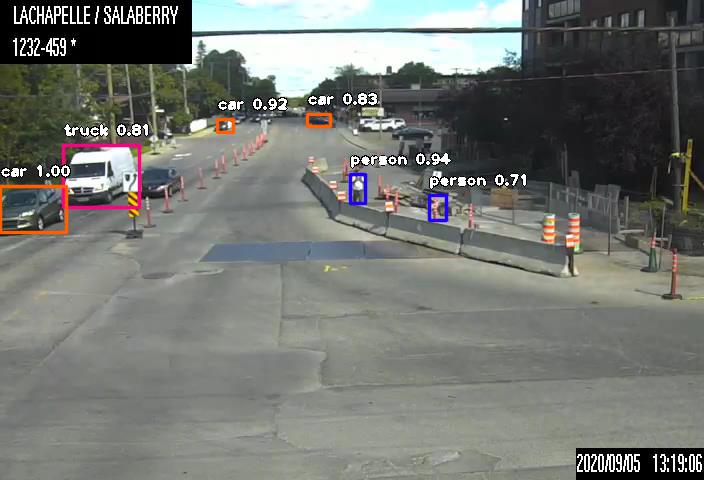 LACHAPELLE / SALABERRY
1232-459 *
car 0.92
car 0.83
truck 0.81
person 0.94
car 1.00
person 0.71
2020/09/05 13:19:06